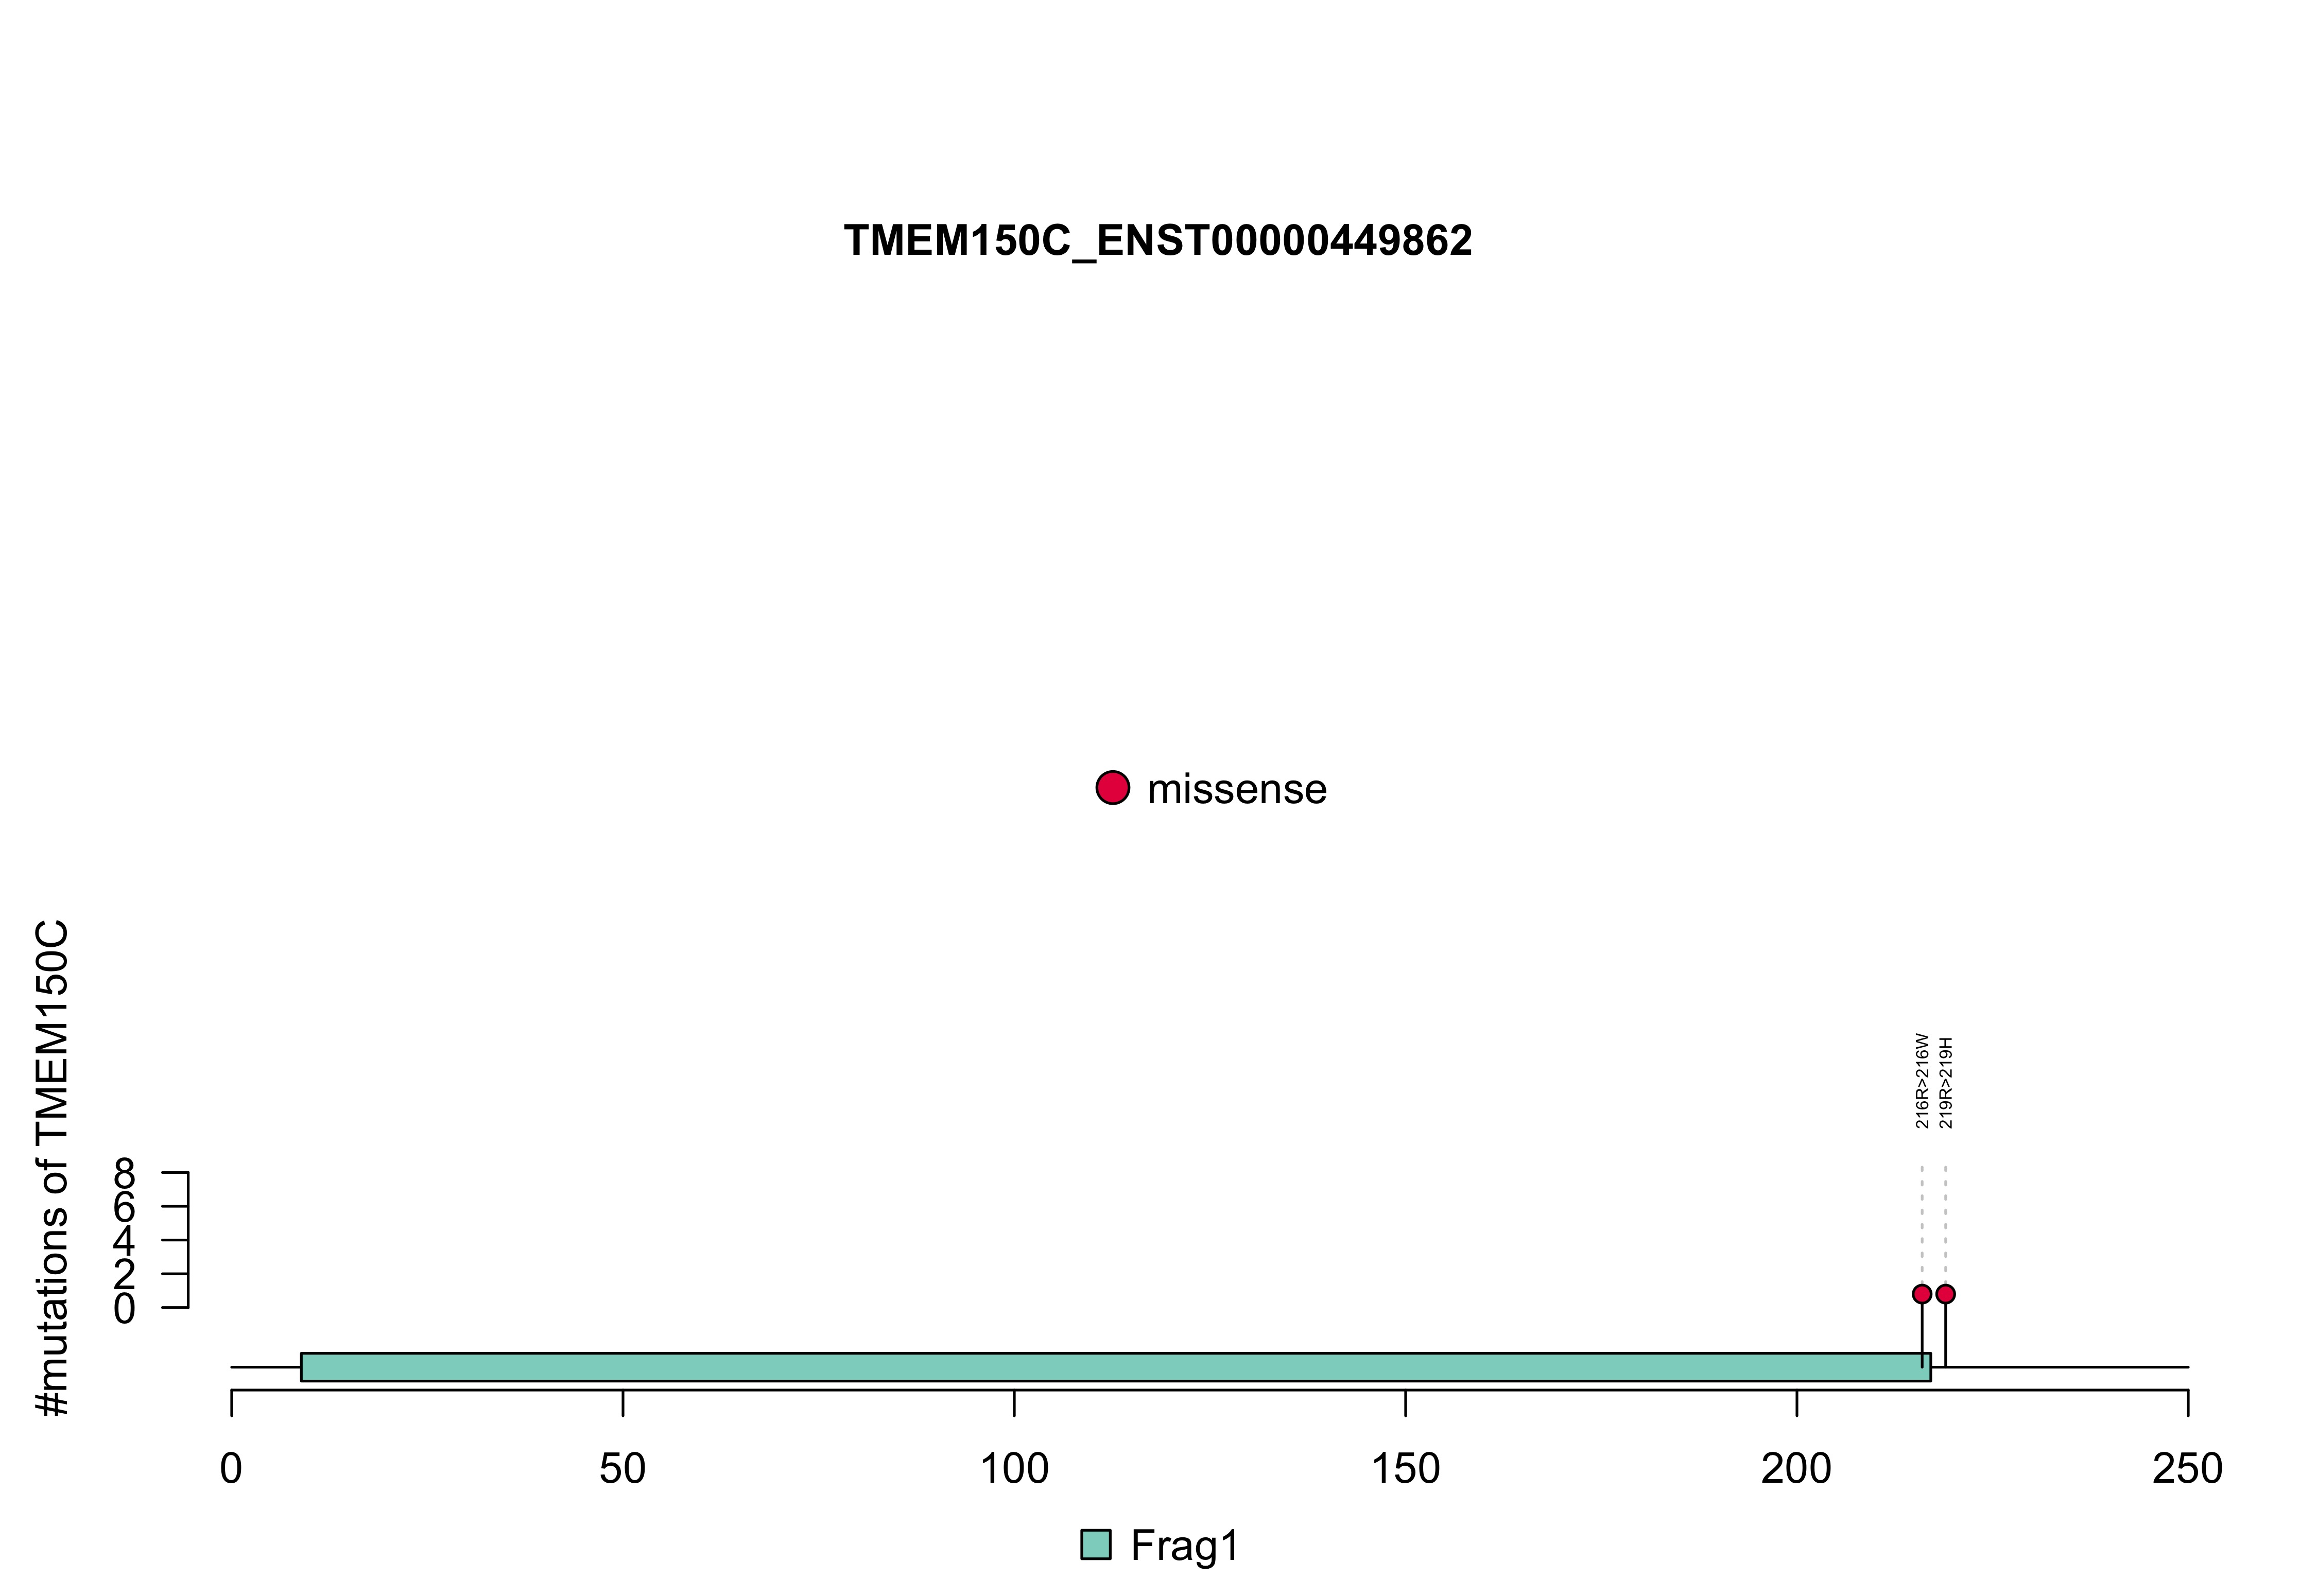 TMEM150C_ENST00000449862
missense
#mutations of TMEM150C
216R>216W
219R>219H
8
6
4
2
0
0 50 100 150 200 250
Frag1